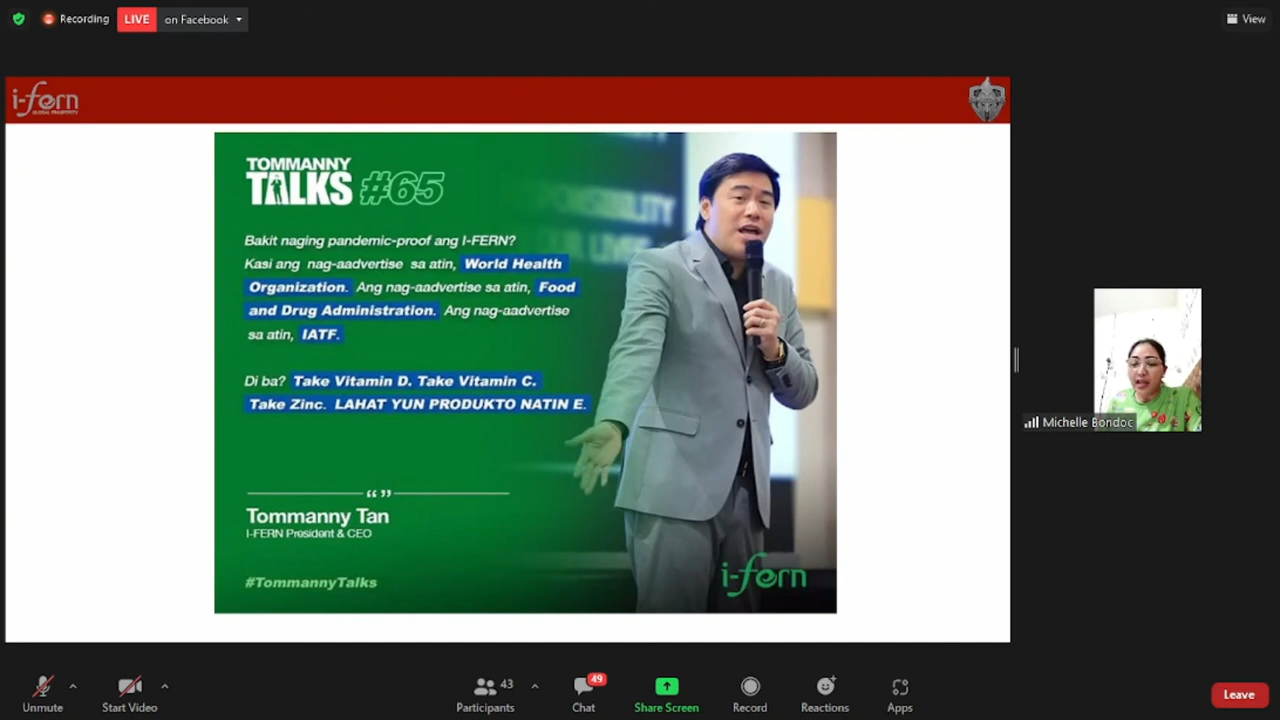 Recording
LIVE
on Facebook
View
i-fern
GLOBAL PROSPERITY
TOMMANNY
TALKS #65
Bakit naging pandemic-proof ang I-FERN?
Kasi ang nag-aadvertise sa atin, World Health
Organization. Ang nag-aadvertise sa atin, Food
and Drug Administration. Ang nag-aadvertise
sa atin, IATF.
Di ba? Take Vitamin D. Take Vitamin C.
Take Zinc. LAHAT YUN PRODUKTO NATIN E.
“ ”
Tommanny Tan
I-FERN President & CEO
#TommannyTalks
i-fern
Michelle Bondoc
Unmute
Start Video
43
Participants
49
Chat
Share Screen
Record
Reactions
Apps
Leave